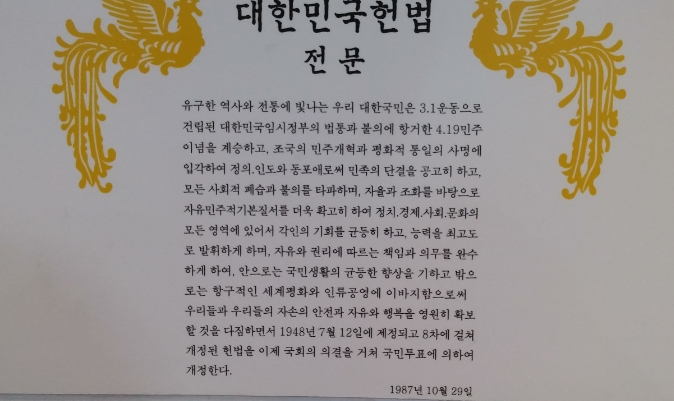 대한민국헌법
전문
유구한 역사와 전통에 빛나는 우리 대한국민은 3.1운동으로
건립된 대한민국임시정부의 법통과 불의에 항거한 4.19민주
이념을 계승하고, 조국의 민주개혁과 평화적 통일의 사명에
입각하여 정의.인도와 동포애로써 민족의 단결을 공고히 하고,
모든 사회적 폐습과 불의를 타파하며, 자율과 조화를 바탕으로
자유민주적기본질서를 더욱 확고히 하여 정치.경제.사회.문화의
모든 영역에 있어서 각인의 기회를 균등히 하고, 능력을 최고도
로 발휘하게 하며, 자유와 권리에 따르는 책임과 의무를 완수
하게 하여, 안으로는 국민생활의 균등한 향상을 기하고 밖으
로는 항구적인 세계평화와 인류공영에 이바지함으로써
우리들과 우리들의 자손의 안전과 자유와 행복을 영원히 확보
할 것을 다짐하면서 1948년 7월 12일에 제정되고 8차에 걸쳐
개정된 헌법을 이제 국회의 의결을 거쳐 국민투표에 의하여
개정한다.
1987년 10월 29일